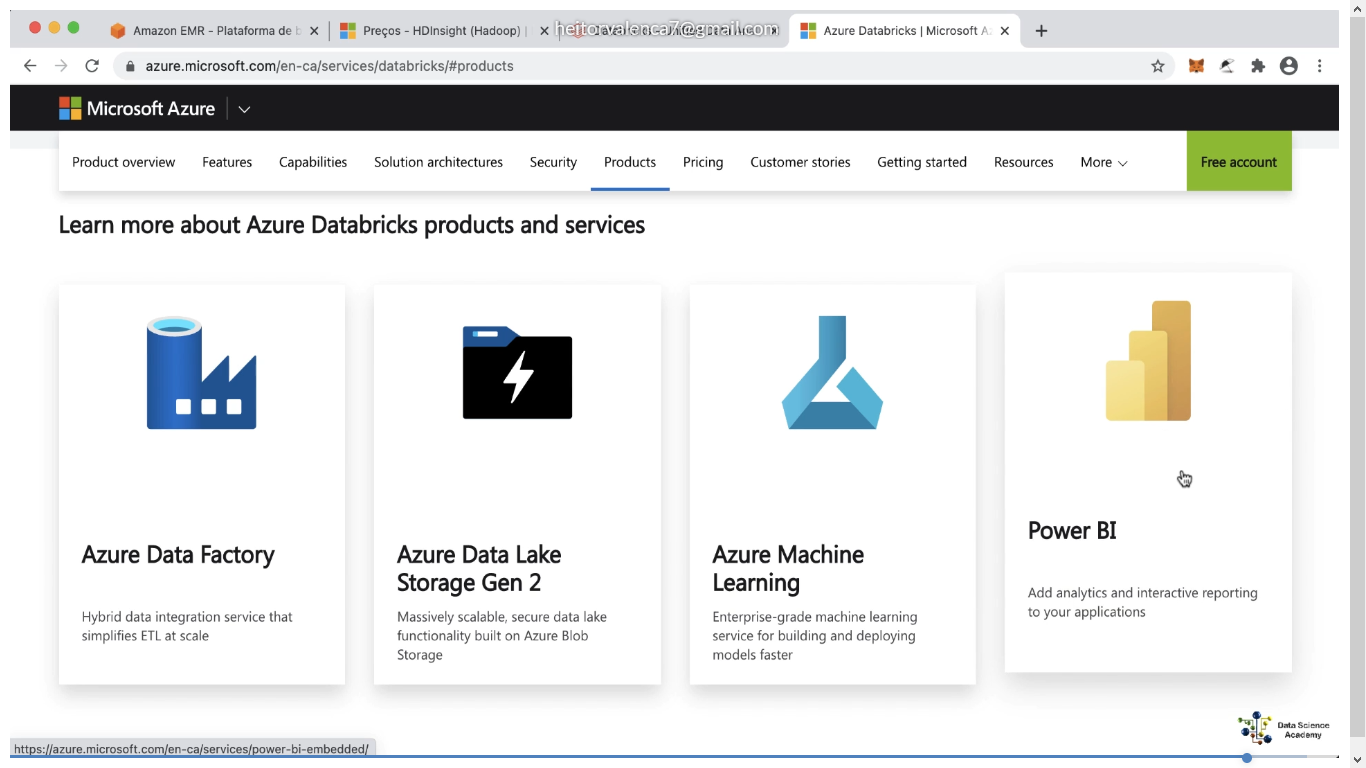 Amazon EMR - Plataforma de b
Preços - HDInsight (Hadoop) |
heitorvalenca7@gmail.com
Azure Databricks | Microsoft A
azure.microsoft.com/en-ca/services/databricks/#products
Microsoft Azure
Product overview Features Capabilities Solution architectures Security Products Pricing Customer stories Getting started Resources More Free account
Learn more about Azure Databricks products and services
Azure Data Factory
Hybrid data integration service that
simplifies ETL at scale
Azure Data Lake
Storage Gen 2
Massively scalable, secure data lake
functionality built on Azure Blob
Storage
Azure Machine
Learning
Enterprise-grade machine learning
service for building and deploying
models faster
Power BI
Add analytics and interactive reporting
to your applications
Data Science
Academy
https://azure.microsoft.com/en-ca/services/power-bi-embedded/